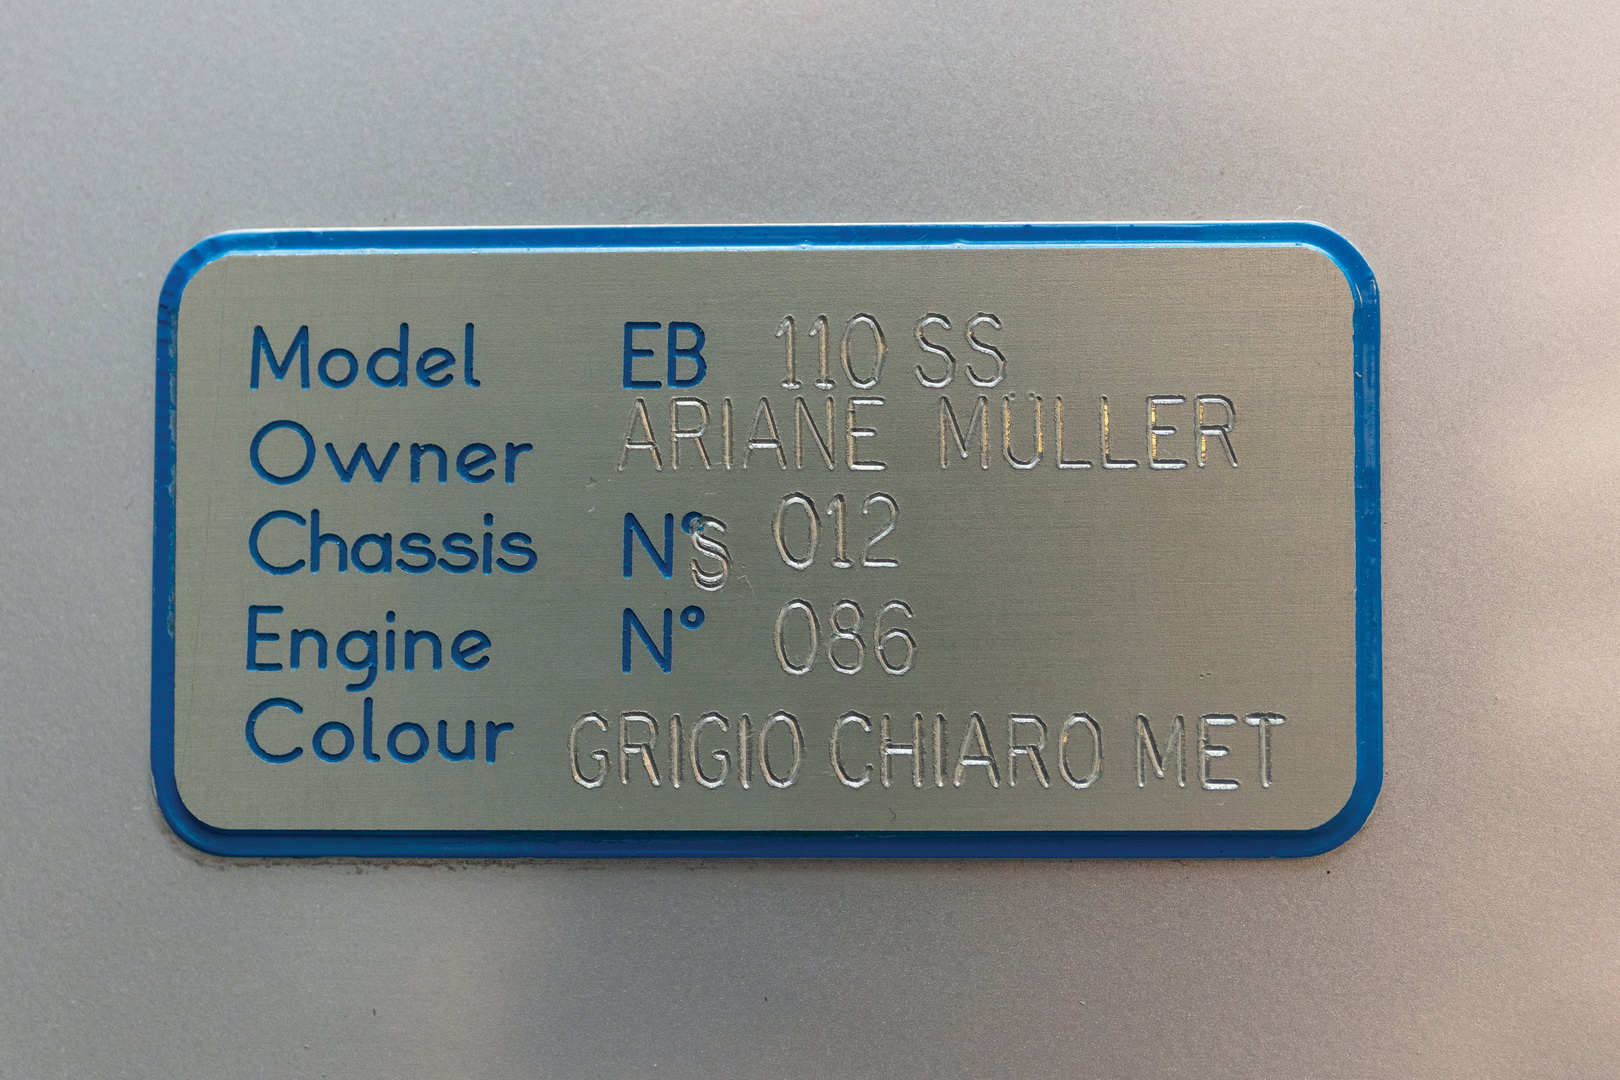 Model EB 110 SS
Owner ARIANE MÜLLER
Chassis N° S 012
Engine N° 086
Colour GRIGIO CHIARO MET